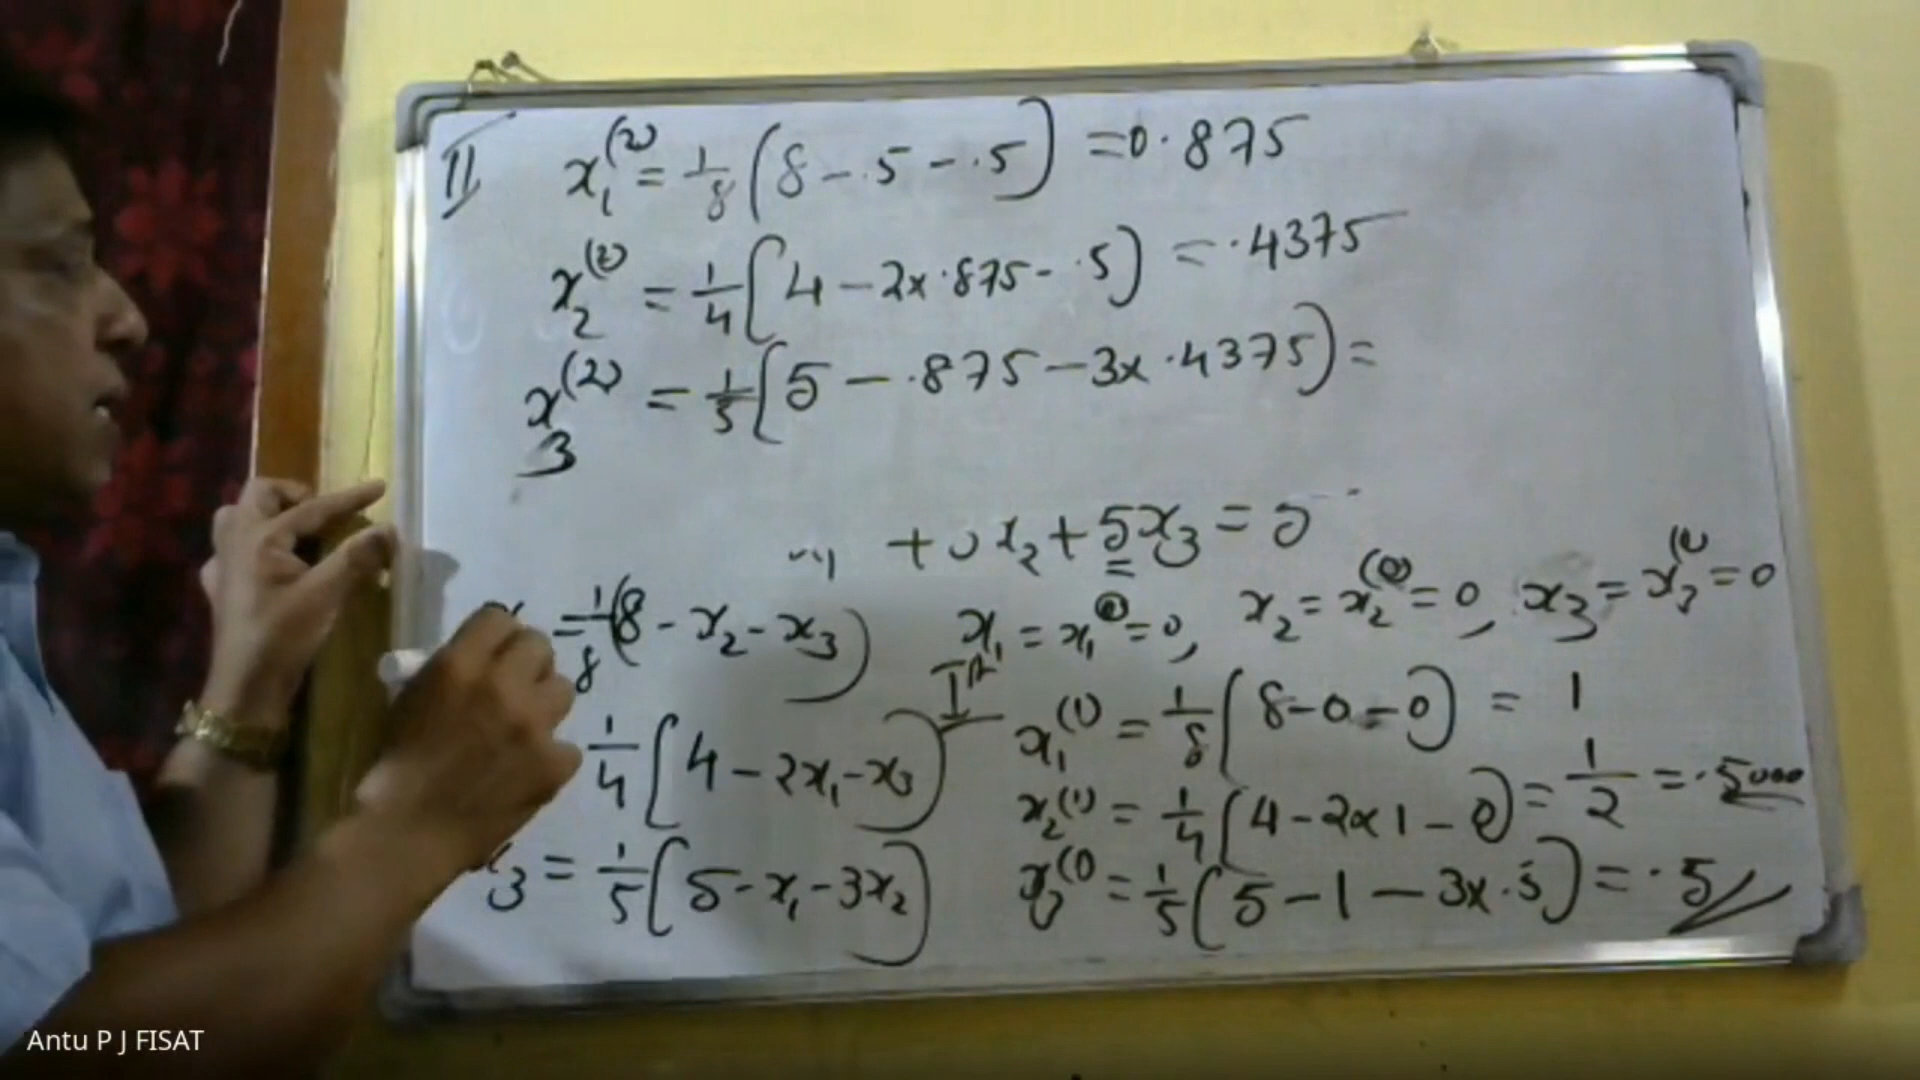 II x₁⁽²⁾ = 1/8 (8 - .5 - .5) = 0.875
x₂⁽²⁾ = 1/4 (4 - 2x.875 - .5) = .4375
x₃⁽²⁾ = 1/5 (5 - .875 - 3x.4375) =
+ 3x₂ + 5x₃ = 5
= 1/8 (8 - x₂ - x₃)
x₁ = x₁⁽⁰⁾ = 0, x₂ = x₂⁽⁰⁾ = 0, x₃ = x₃ = 0
1/4 (4 - 2x₁ - x₃)
x₁⁽¹⁾ = 1/8 (8 - 0 - 0) = 1
x₂⁽¹⁾ = 1/4 (4 - 2x1 - 0) = 1/2 = .5000
x₃ = 1/5 (5 - x₁ - 3x₂)
x₃⁽¹⁾ = 1/5 (5 - 1 - 3x.5) = .5
Antu P J FISAT